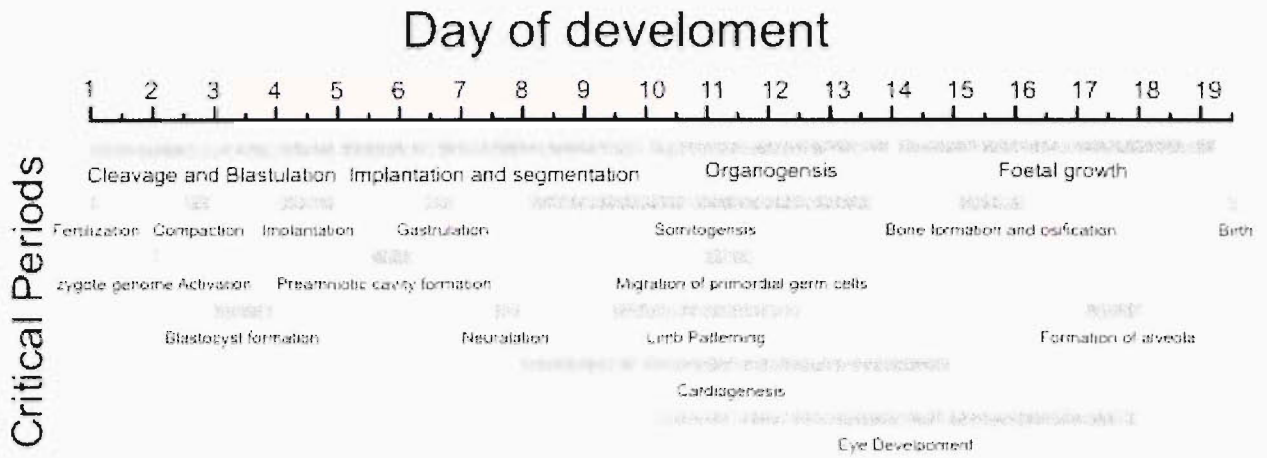 Day of develoment
1 2 3 4 5 6 7 8 9 10 11 12 13 14 15 16 17 18 19
Critical Periods
Cleavage and Blastulation Implantation and segmentation Organogensis Foetal growth
Fertilization Compaction Implantation Gastrulation Somitogensis Bone formation and osification Birth
zygote genome Activation Preamniotic cavity formation Migration of primordial germ cells
Blastocyst formation Neuralation Limb Patterning Formation of alveola
Cardiogenesis
Eye Develpoment